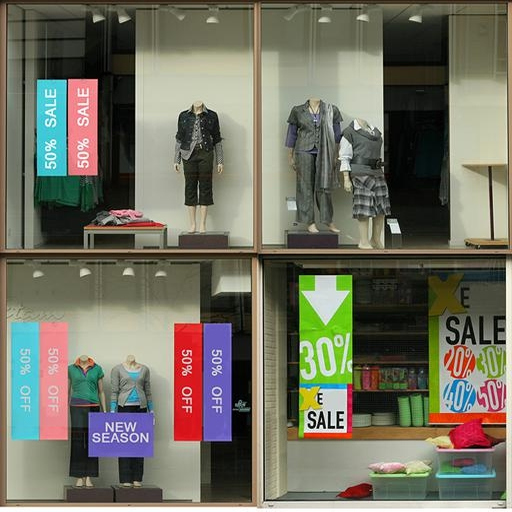 50% SALE
50% SALE
50% OFF
50% OFF
50% OFF
50% OFF
NEW
SEASON
30%
E
SALE
E
SALE
20% 30%
40% 50%